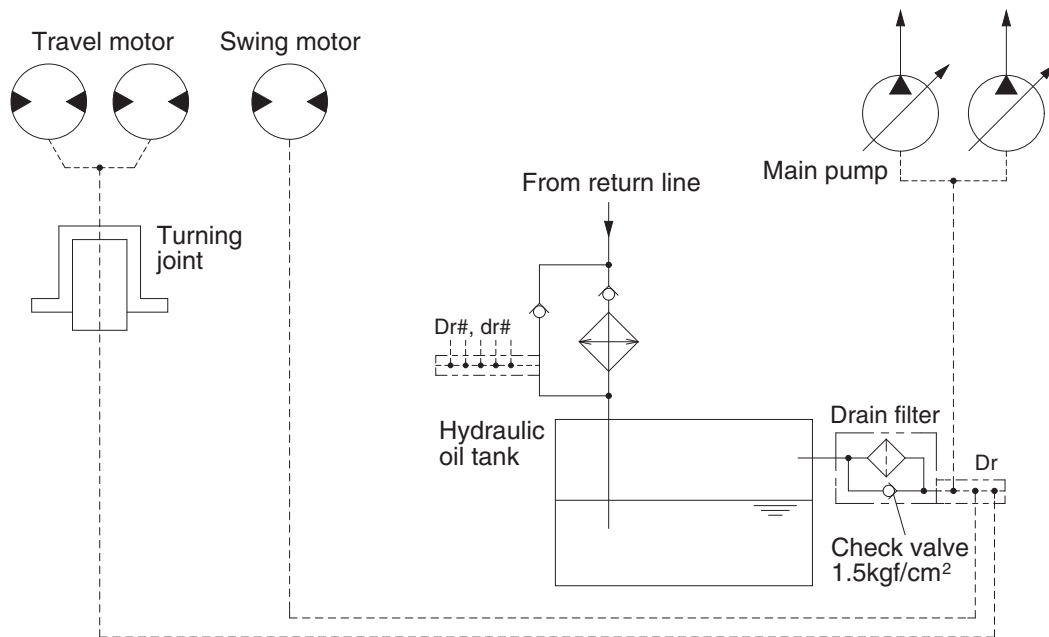 Travel motor
Swing motor
Main pump
From return line
Turning
joint
Dr#, dr#
Hydraulic
oil tank
Drain filter
Dr
Check valve
1.5kgf/cm²